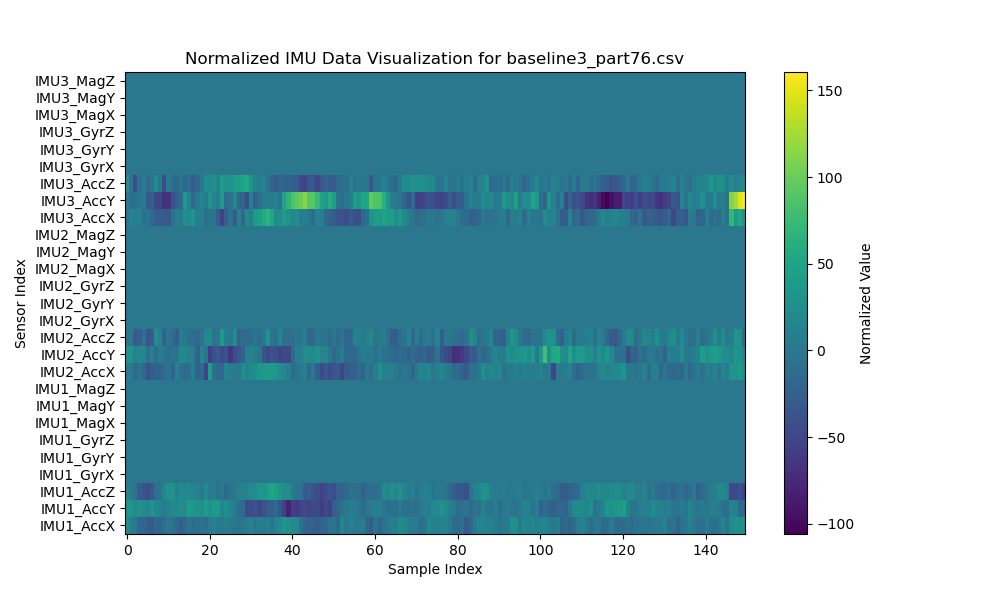 Normalized IMU Data Visualization for baseline3_part76.csv
IMU3_MagZ
IMU3_MagY
IMU3_MagX
IMU3_GyrZ
IMU3_GyrY
IMU3_GyrX
IMU3_AccZ
IMU3_AccY
IMU3_AccX
IMU2_MagZ
IMU2_MagY
IMU2_MagX
IMU2_GyrZ
IMU2_GyrY
IMU2_GyrX
IMU2_AccZ
IMU2_AccY
IMU2_AccX
IMU1_MagZ
IMU1_MagY
IMU1_MagX
IMU1_GyrZ
IMU1_GyrY
IMU1_GyrX
IMU1_AccZ
IMU1_AccY
IMU1_AccX
Sensor Index
0 20 40 60 80 100 120 140
Sample Index
150
100
50
0
−50
−100
Normalized Value